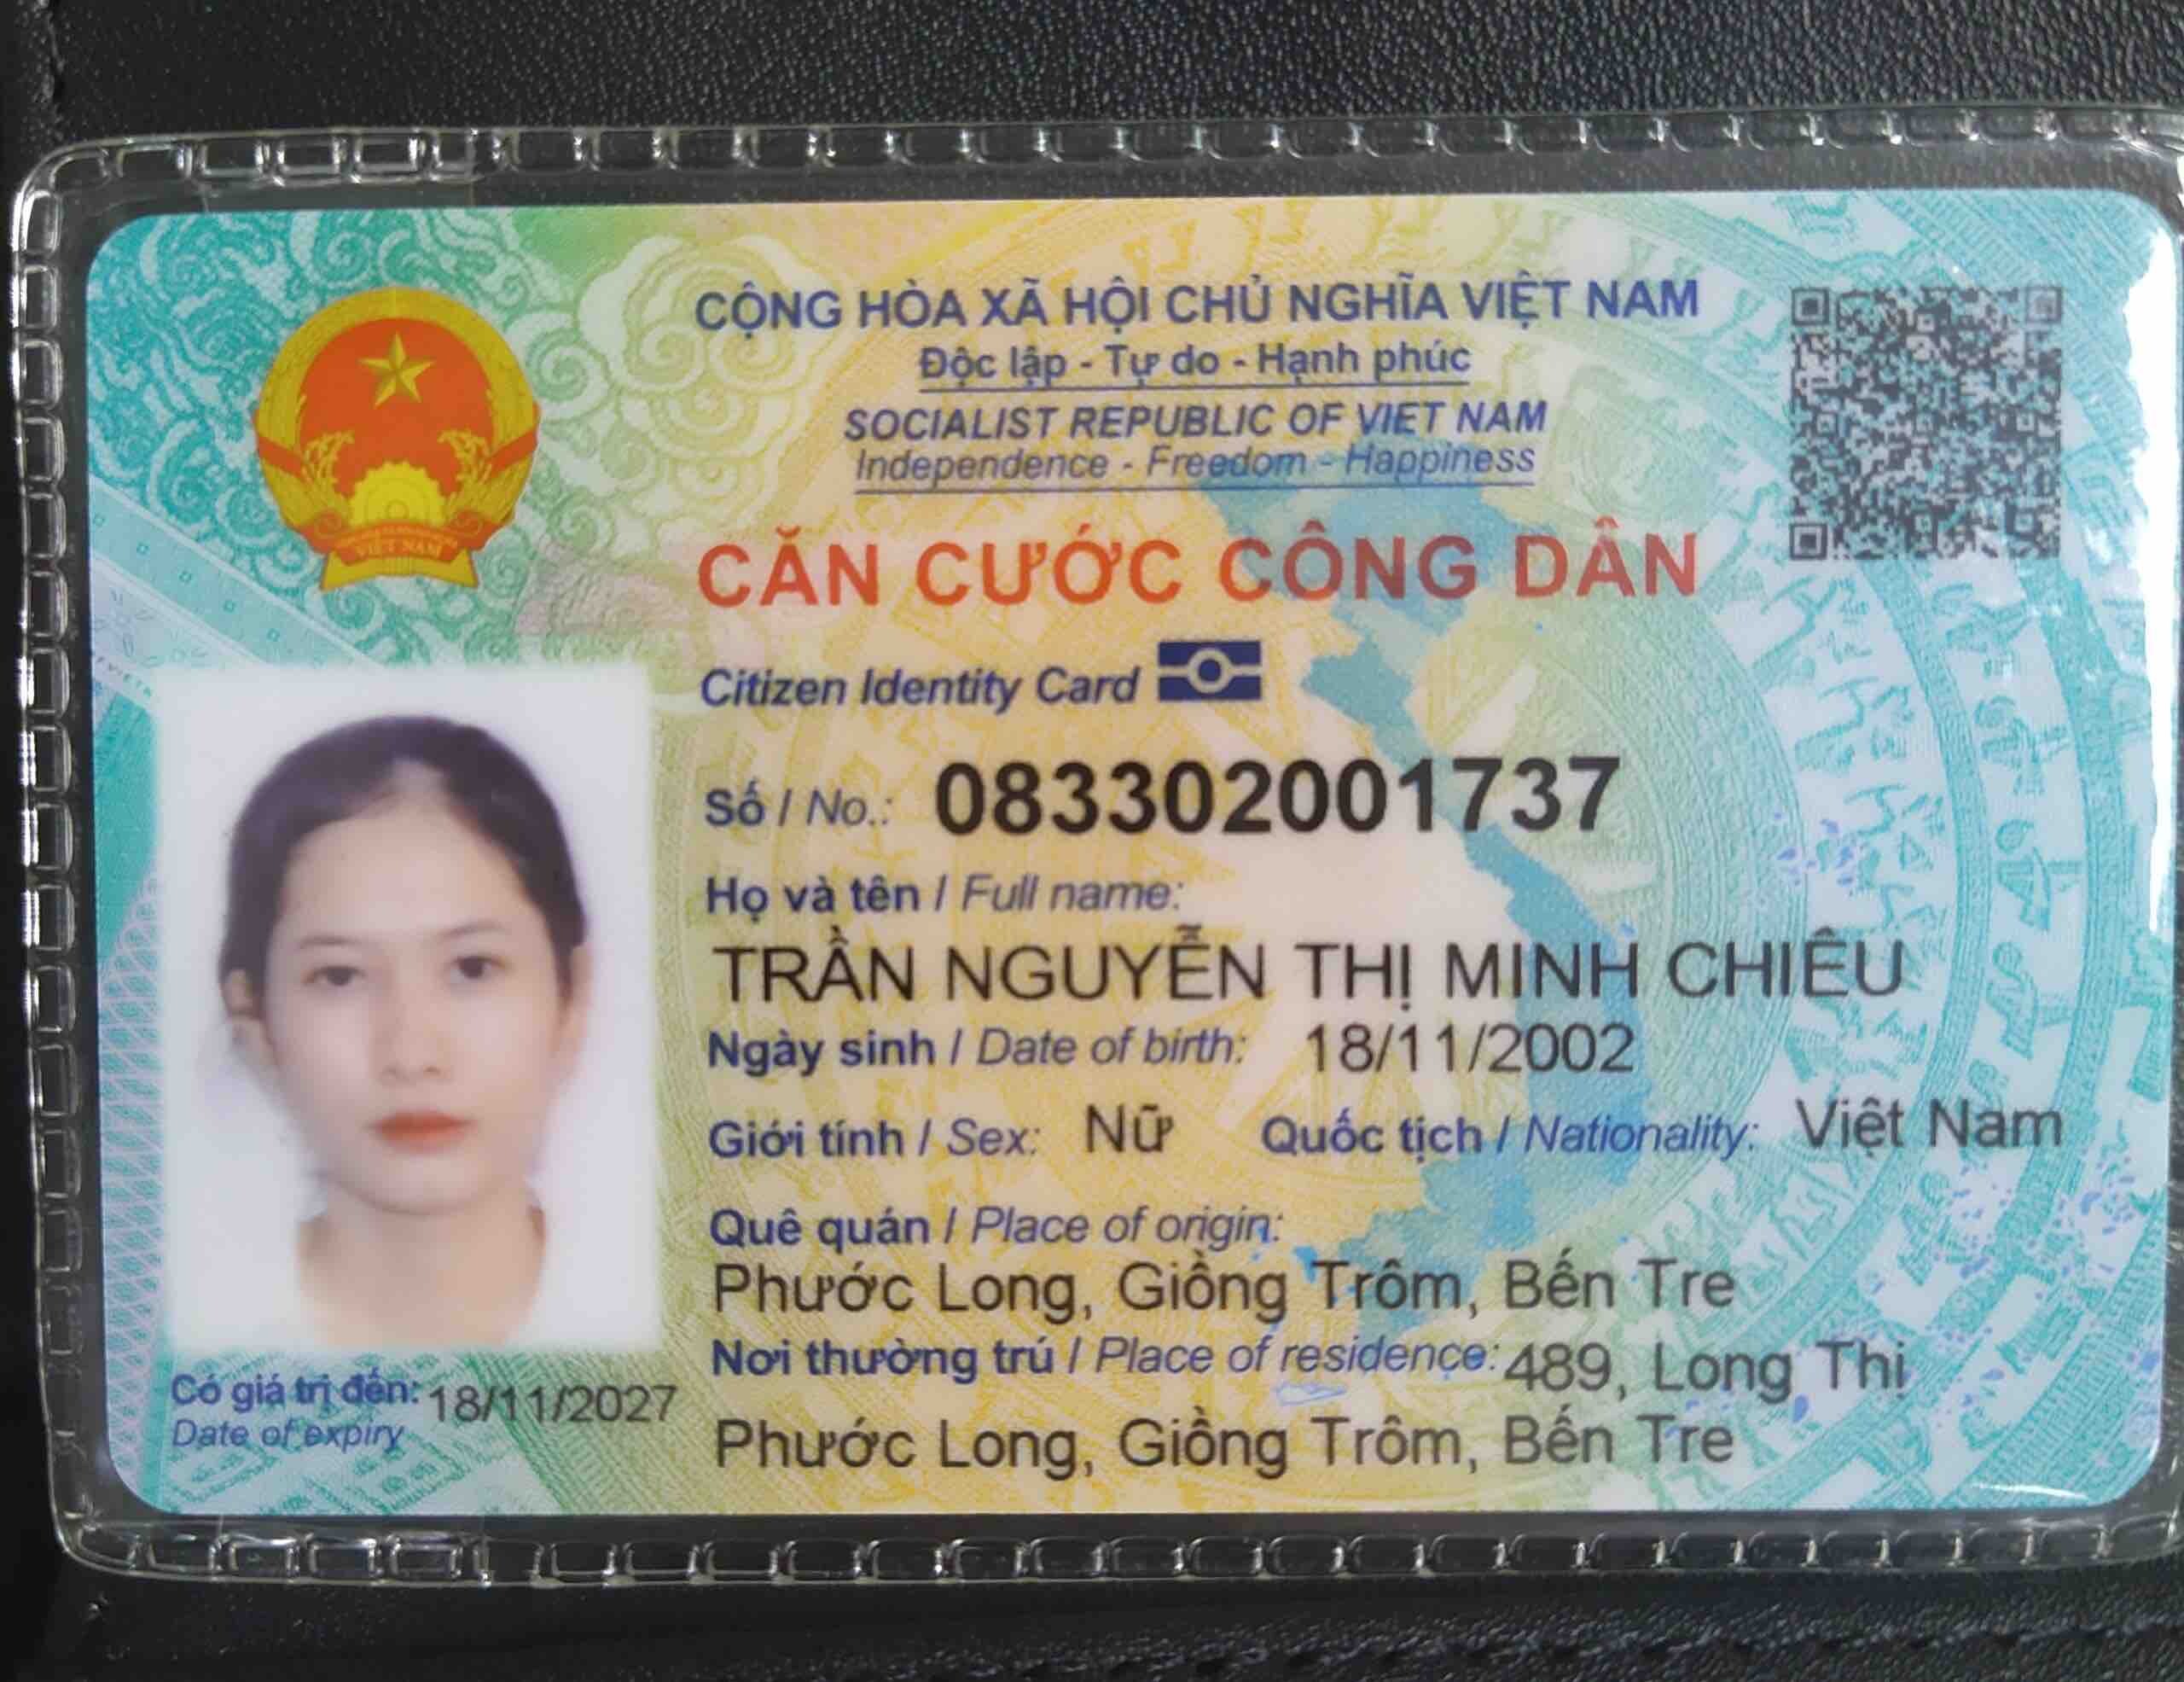 CỘNG HÒA XÃ HỘI CHỦ NGHĨA VIỆT NAM
Độc lập - Tự do - Hạnh phúc
SOCIALIST REPUBLIC OF VIET NAM
Independence - Freedom - Happiness
CĂN CƯỚC CÔNG DÂN
Citizen Identity Card
Số / No.: 083302001737
Họ và tên / Full name:
TRẦN NGUYỄN THỊ MINH CHIÊU
Ngày sinh / Date of birth: 18/11/2002
Giới tính / Sex: Nữ Quốc tịch / Nationality: Việt Nam
Quê quán / Place of origin:
Phước Long, Giồng Trôm, Bến Tre
Nơi thường trú / Place of residence: 489, Long Thị
Phước Long, Giồng Trôm, Bến Tre
Có giá trị đến: 18/11/2027
Date of expiry
VIỆT NAM